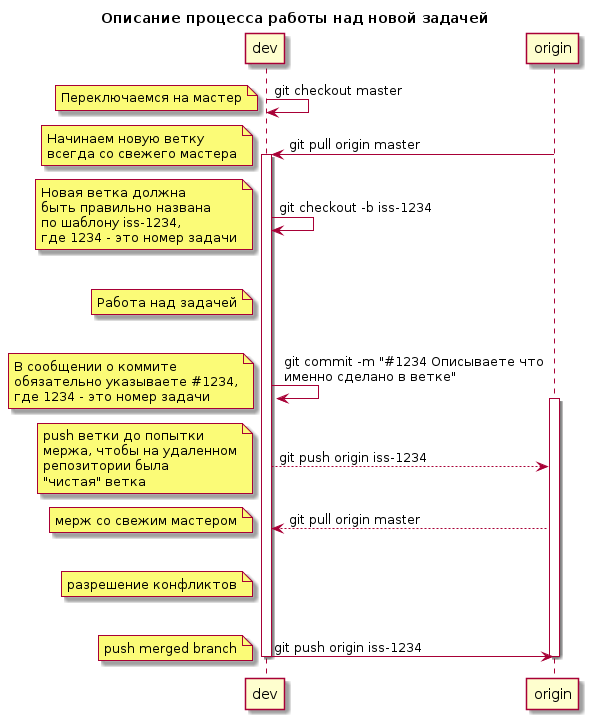 Описание процесса работы над новой задачей
dev
origin
git checkout master
Переключаемся на мастер
Начинаем новую ветку
всегда со свежего мастера
git pull origin master
Новая ветка должна
быть правильно названа
по шаблону iss-1234,
где 1234 - это номер задачи
git checkout -b iss-1234
Работа над задачей
git commit -m "#1234 Описываете что
именно сделано в ветке"
В сообщении о коммите
обязательно указываете #1234,
где 1234 - это номер задачи
push ветки до попытки
мержа, чтобы на удаленном
репозитории была
"чистая" ветка
git push origin iss-1234
мерж со свежим мастером
git pull origin master
разрешение конфликтов
push merged branch
git push origin iss-1234
dev
origin